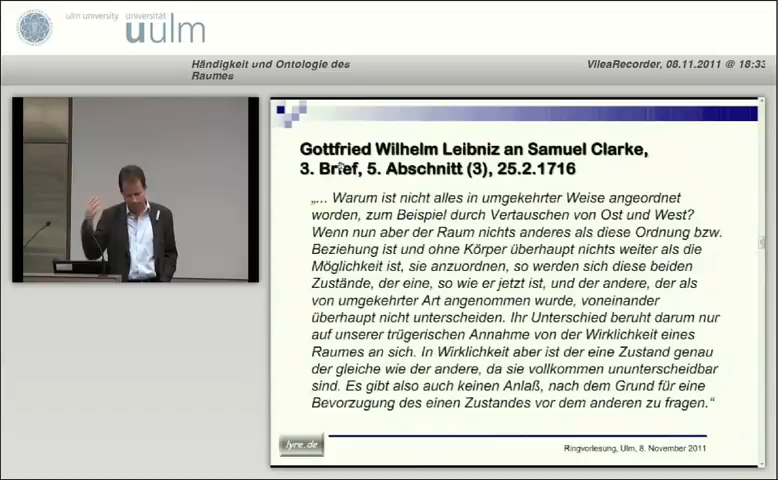 ulm university universität
uulm
Händigkeit und Ontologie des
Raumes
VileaRecorder, 08.11.2011 @ 18:33
Gottfried Wilhelm Leibniz an Samuel Clarke,
3. Brief, 5. Abschnitt (3), 25.2.1716
„... Warum ist nicht alles in umgekehrter Weise angeordnet
worden, zum Beispiel durch Vertauschen von Ost und West?
Wenn nun aber der Raum nichts anderes als diese Ordnung bzw.
Beziehung ist und ohne Körper überhaupt nichts weiter als die
Möglichkeit ist, sie anzuordnen, so werden sich diese beiden
Zustände, der eine, so wie er jetzt ist, und der andere, der als
von umgekehrter Art angenommen wurde, voneinander
überhaupt nicht unterscheiden. Ihr Unterschied beruht darum nur
auf unserer trügerischen Annahme von der Wirklichkeit eines
Raumes an sich. In Wirklichkeit aber ist der eine Zustand genau
der gleiche wie der andere, da sie vollkommen ununterscheidbar
sind. Es gibt also auch keinen Anlaß, nach dem Grund für eine
Bevorzugung des einen Zustandes vor dem anderen zu fragen.“
lyre.de
Ringvorlesung, Ulm, 8. November 2011